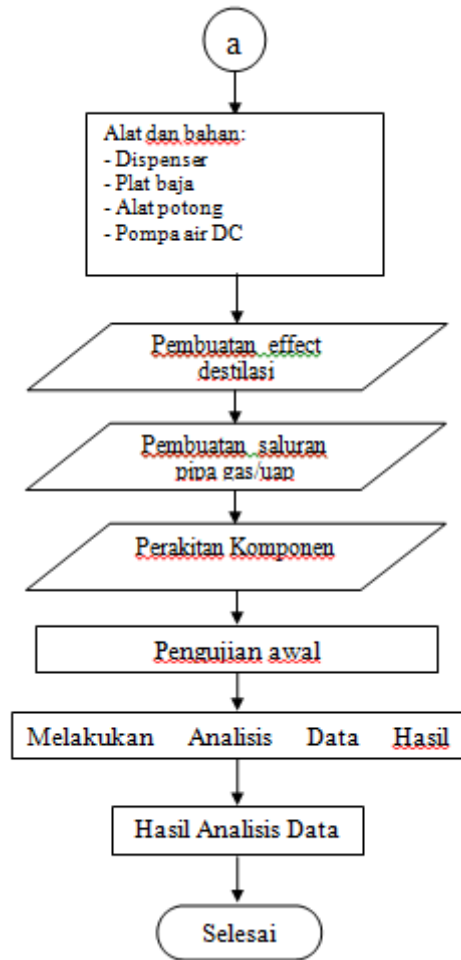 a
Alat dan bahan:
- Dispenser
- Plat baja
- Alat potong
- Pompa air DC
Pembuatan effect
destilasi
Pembuatan saluran
pipa gas/uap
Perakitan Komponen
Pengujian awal
Melakukan Analisis Data Hasil
Hasil Analisis Data
Selesai